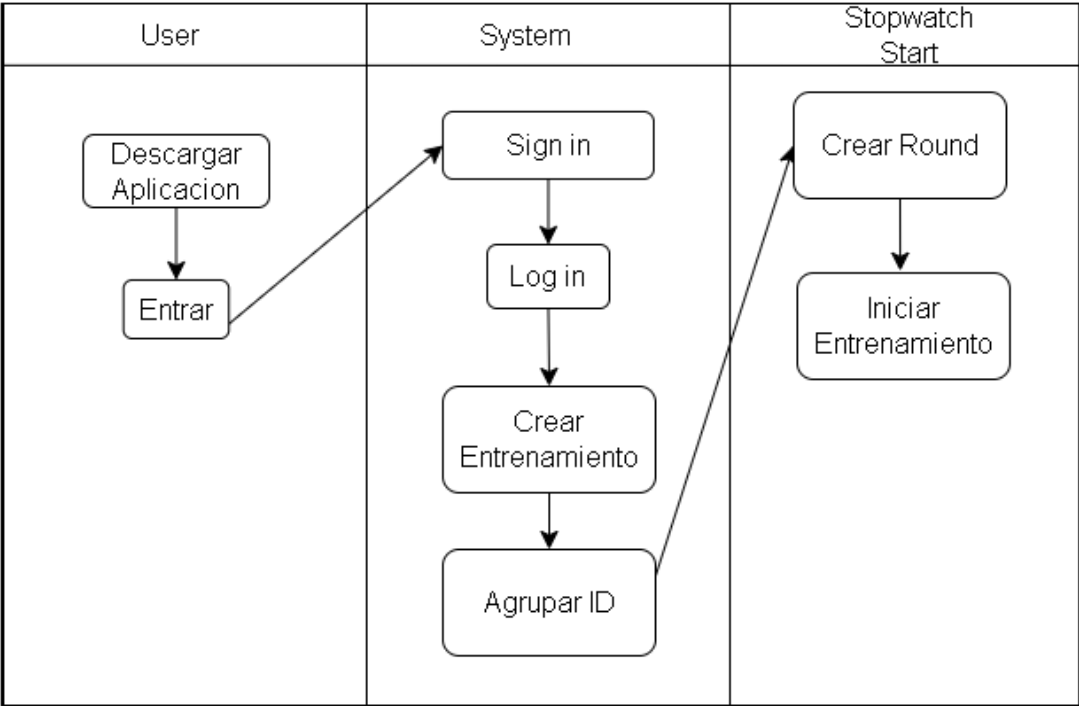 User
System
Stopwatch
Start
Descargar
Aplicacion
Entrar
Sign in
Log in
Crear
Entrenamiento
Agrupar ID
Crear Round
Iniciar
Entrenamiento